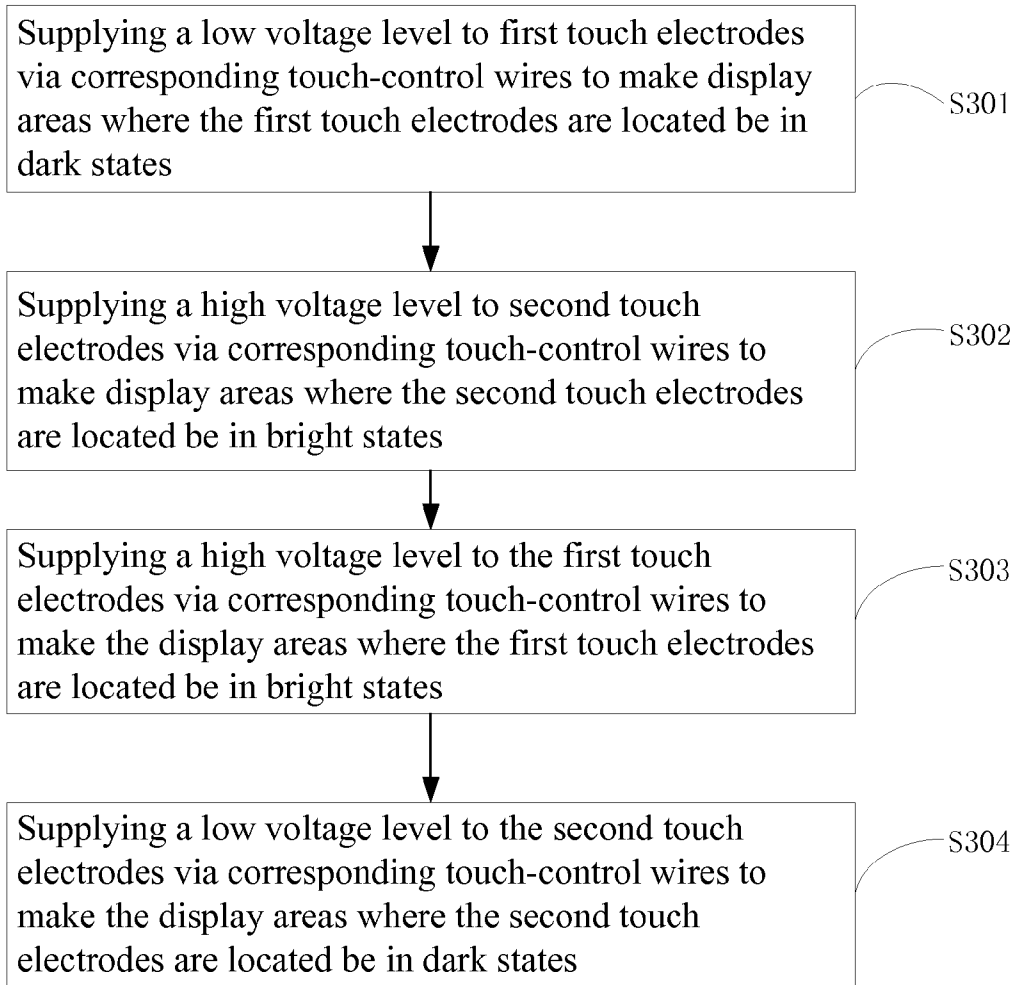 Supplying a low voltage level to first touch electrodes
via corresponding touch-control wires to make display
areas where the first touch electrodes are located be in
dark states
S301
Supplying a high voltage level to second touch
electrodes via corresponding touch-control wires to
make display areas where the second touch electrodes
are located be in bright states
S302
Supplying a high voltage level to the first touch
electrodes via corresponding touch-control wires to
make the display areas where the first touch electrodes
are located be in bright states
S303
Supplying a low voltage level to the second touch
electrodes via corresponding touch-control wires to
make the display areas where the second touch
electrodes are located be in dark states
S304